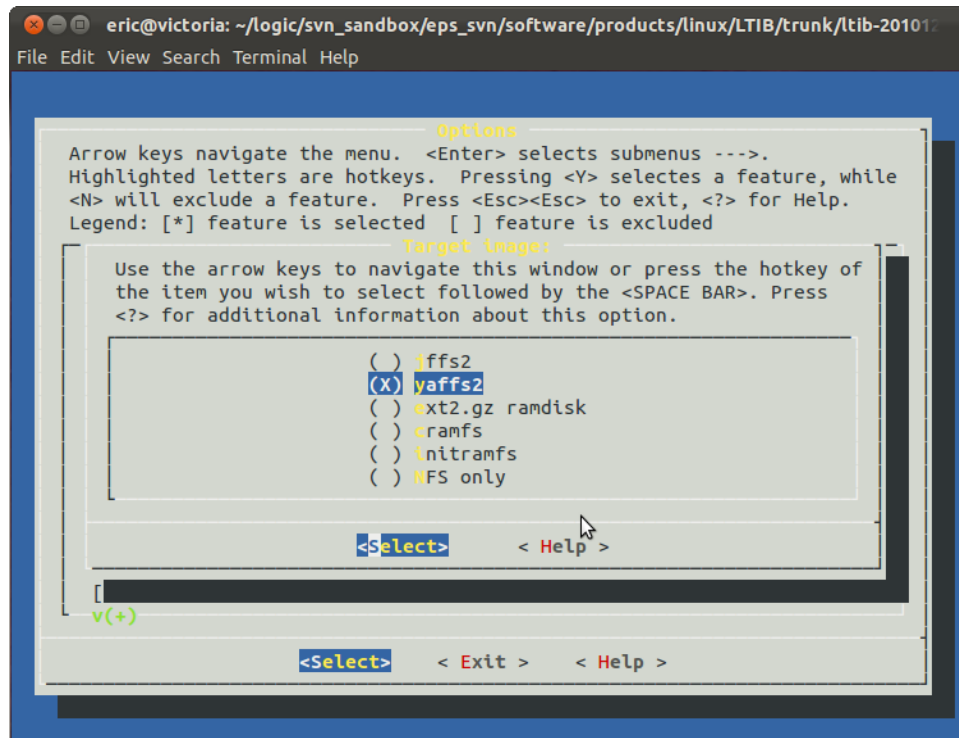 eric@victoria: ~/logic/svn_sandbox/eps_svn/software/products/linux/LTIB/trunk/ltib-201012
File Edit View Search Terminal Help
Options
Arrow keys navigate the menu. <Enter> selects submenus --->.
Highlighted letters are hotkeys. Pressing <Y> selectes a feature, while
<N> will exclude a feature. Press <Esc><Esc> to exit, <?> for Help.
Legend: [*] feature is selected [ ] feature is excluded
Target image:
Use the arrow keys to navigate this window or press the hotkey of
the item you wish to select followed by the <SPACE BAR>. Press
<?> for additional information about this option.
( ) jffs2
(X) yaffs2
( ) ext2.gz ramdisk
( ) cramfs
( ) initramfs
( ) NFS only
<Select> < Help >
[
v(+)
<Select> < Exit > < Help >